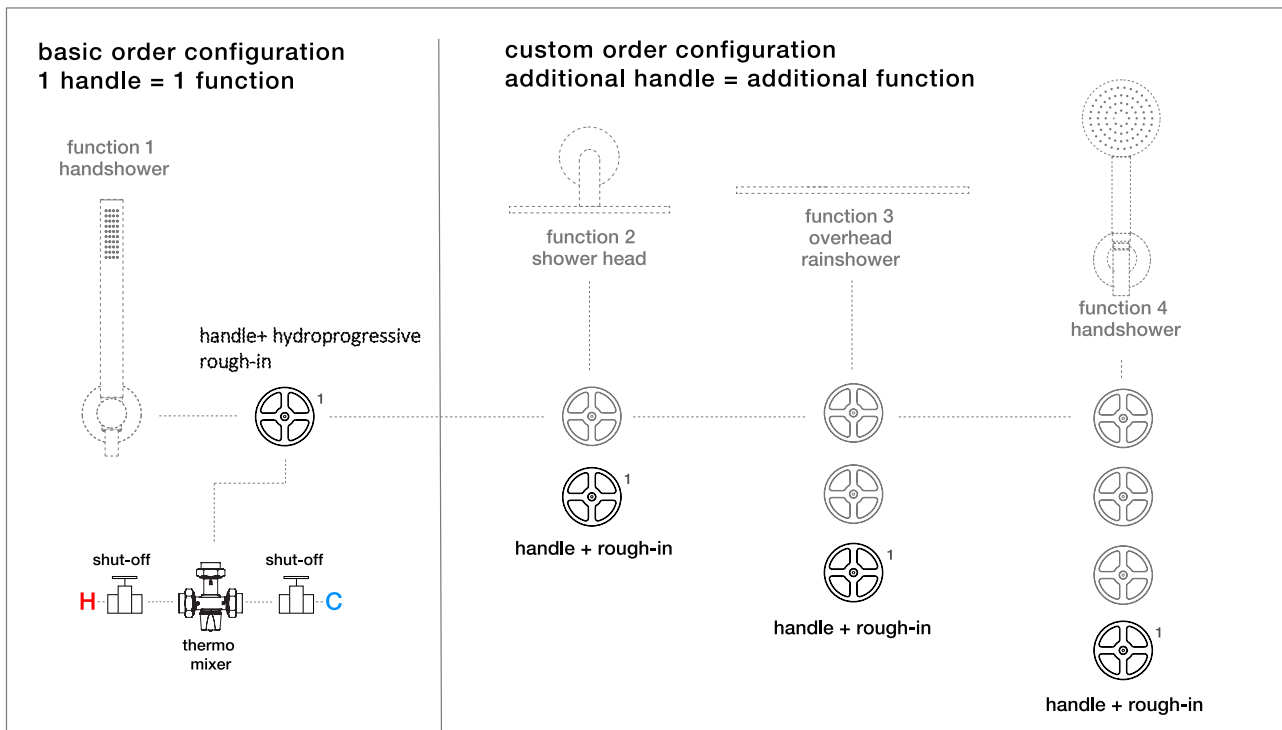 basic order configuration
1 handle = 1 function
custom order configuration
additional handle = additional function
function 1
handshower
handle+ hydroprogressive
rough-in
1
shut-off
shut-off
H
C
thermo
mixer
function 2
shower head
1
handle + rough-in
function 3
overhead
rainshower
1
handle + rough-in
function 4
handshower
1
handle + rough-in